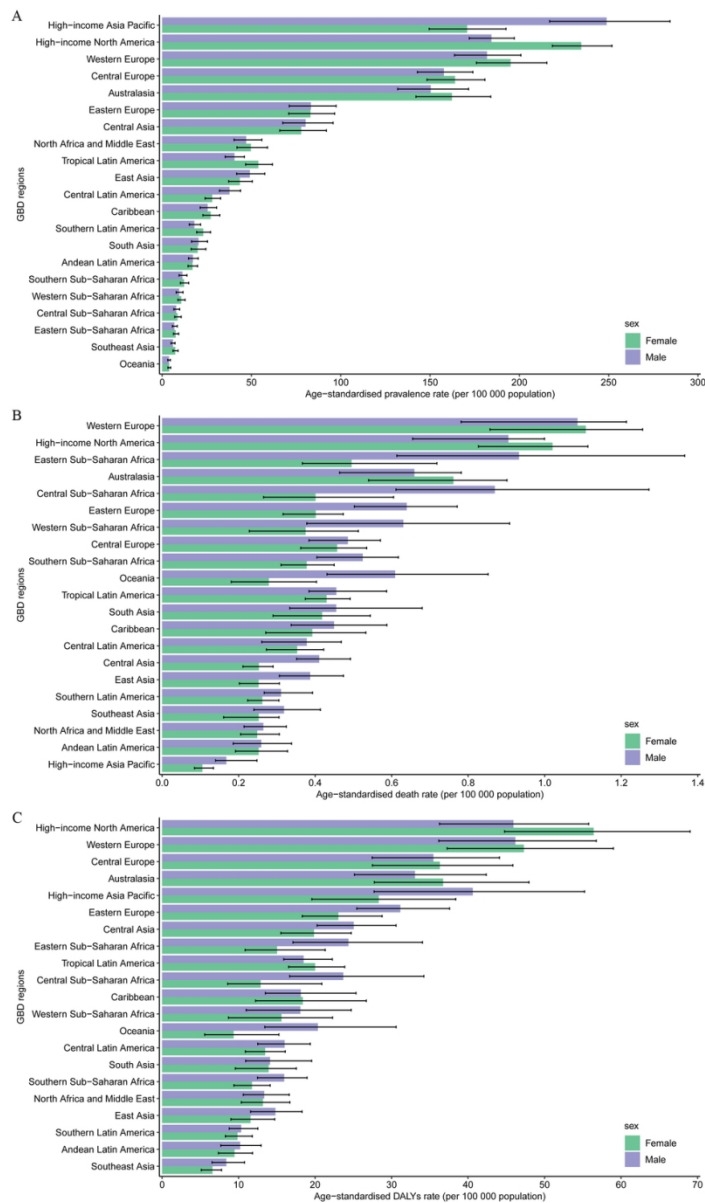 A
High-income Asia Pacific
High-income North America
Western Europe
Central Europe
Australasia
Eastern Europe
Central Asia
North Africa and Middle East
Tropical Latin America
East Asia
Central Latin America
Caribbean
Southern Latin America
South Asia
Andean Latin America
Southern Sub-Saharan Africa
Western Sub-Saharan Africa
Central Sub-Saharan Africa
Eastern Sub-Saharan Africa
Southeast Asia
Oceania
GBD regions
sex
Female
Male
0 50 100 150 200 250 300
Age-standardised prevalence rate (per 100 000 population)
B
Western Europe
High-income North America
Eastern Sub-Saharan Africa
Australasia
Central Sub-Saharan Africa
Eastern Europe
Western Sub-Saharan Africa
Central Europe
Southern Sub-Saharan Africa
Oceania
Tropical Latin America
South Asia
Caribbean
Central Latin America
Central Asia
East Asia
Southern Latin America
Southeast Asia
North Africa and Middle East
Andean Latin America
High-income Asia Pacific
GBD regions
sex
Female
Male
0.0 0.2 0.4 0.6 0.8 1.0 1.2 1.4
Age-standardised death rate (per 100 000 population)
C
High-income North America
Western Europe
Central Europe
Australasia
High-income Asia Pacific
Eastern Europe
Central Asia
Eastern Sub-Saharan Africa
Tropical Latin America
Central Sub-Saharan Africa
Caribbean
Western Sub-Saharan Africa
Oceania
Central Latin America
South Asia
Southern Sub-Saharan Africa
North Africa and Middle East
East Asia
Southern Latin America
Andean Latin America
Southeast Asia
GBD regions
sex
Female
Male
0 10 20 30 40 50 60 70
Age-standardised DALYs rate (per 100 000 population)